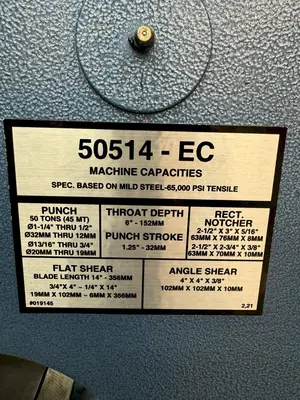 50514 - EC
MACHINE CAPACITIES
SPEC. BASED ON MILD STEEL-65,000 PSI TENSILE
PUNCH
50 TONS (45 MT)
Ø1-1/4" THRU 1/2"
Ø32MM THRU 12MM
Ø13/16" THRU 3/4"
Ø20MM THRU 19MM
THROAT DEPTH
6" - 152MM
PUNCH STROKE
1.25" - 32MM
RECT.
NOTCHER
2-1/2" X 3" X 5/16"
63MM X 76MM X 8MM
2-1/2" X 2-3/4" X 3/8"
63MM X 70MM X 10MM
FLAT SHEAR
BLADE LENGTH 14" - 356MM
3/4"X 4" ~ 1/4" X 14"
19MM X 102MM ~ 6MM X 356MM
#019145
ANGLE SHEAR
4" X 4" X 3/8"
102MM X 102MM X 10MM
2,21